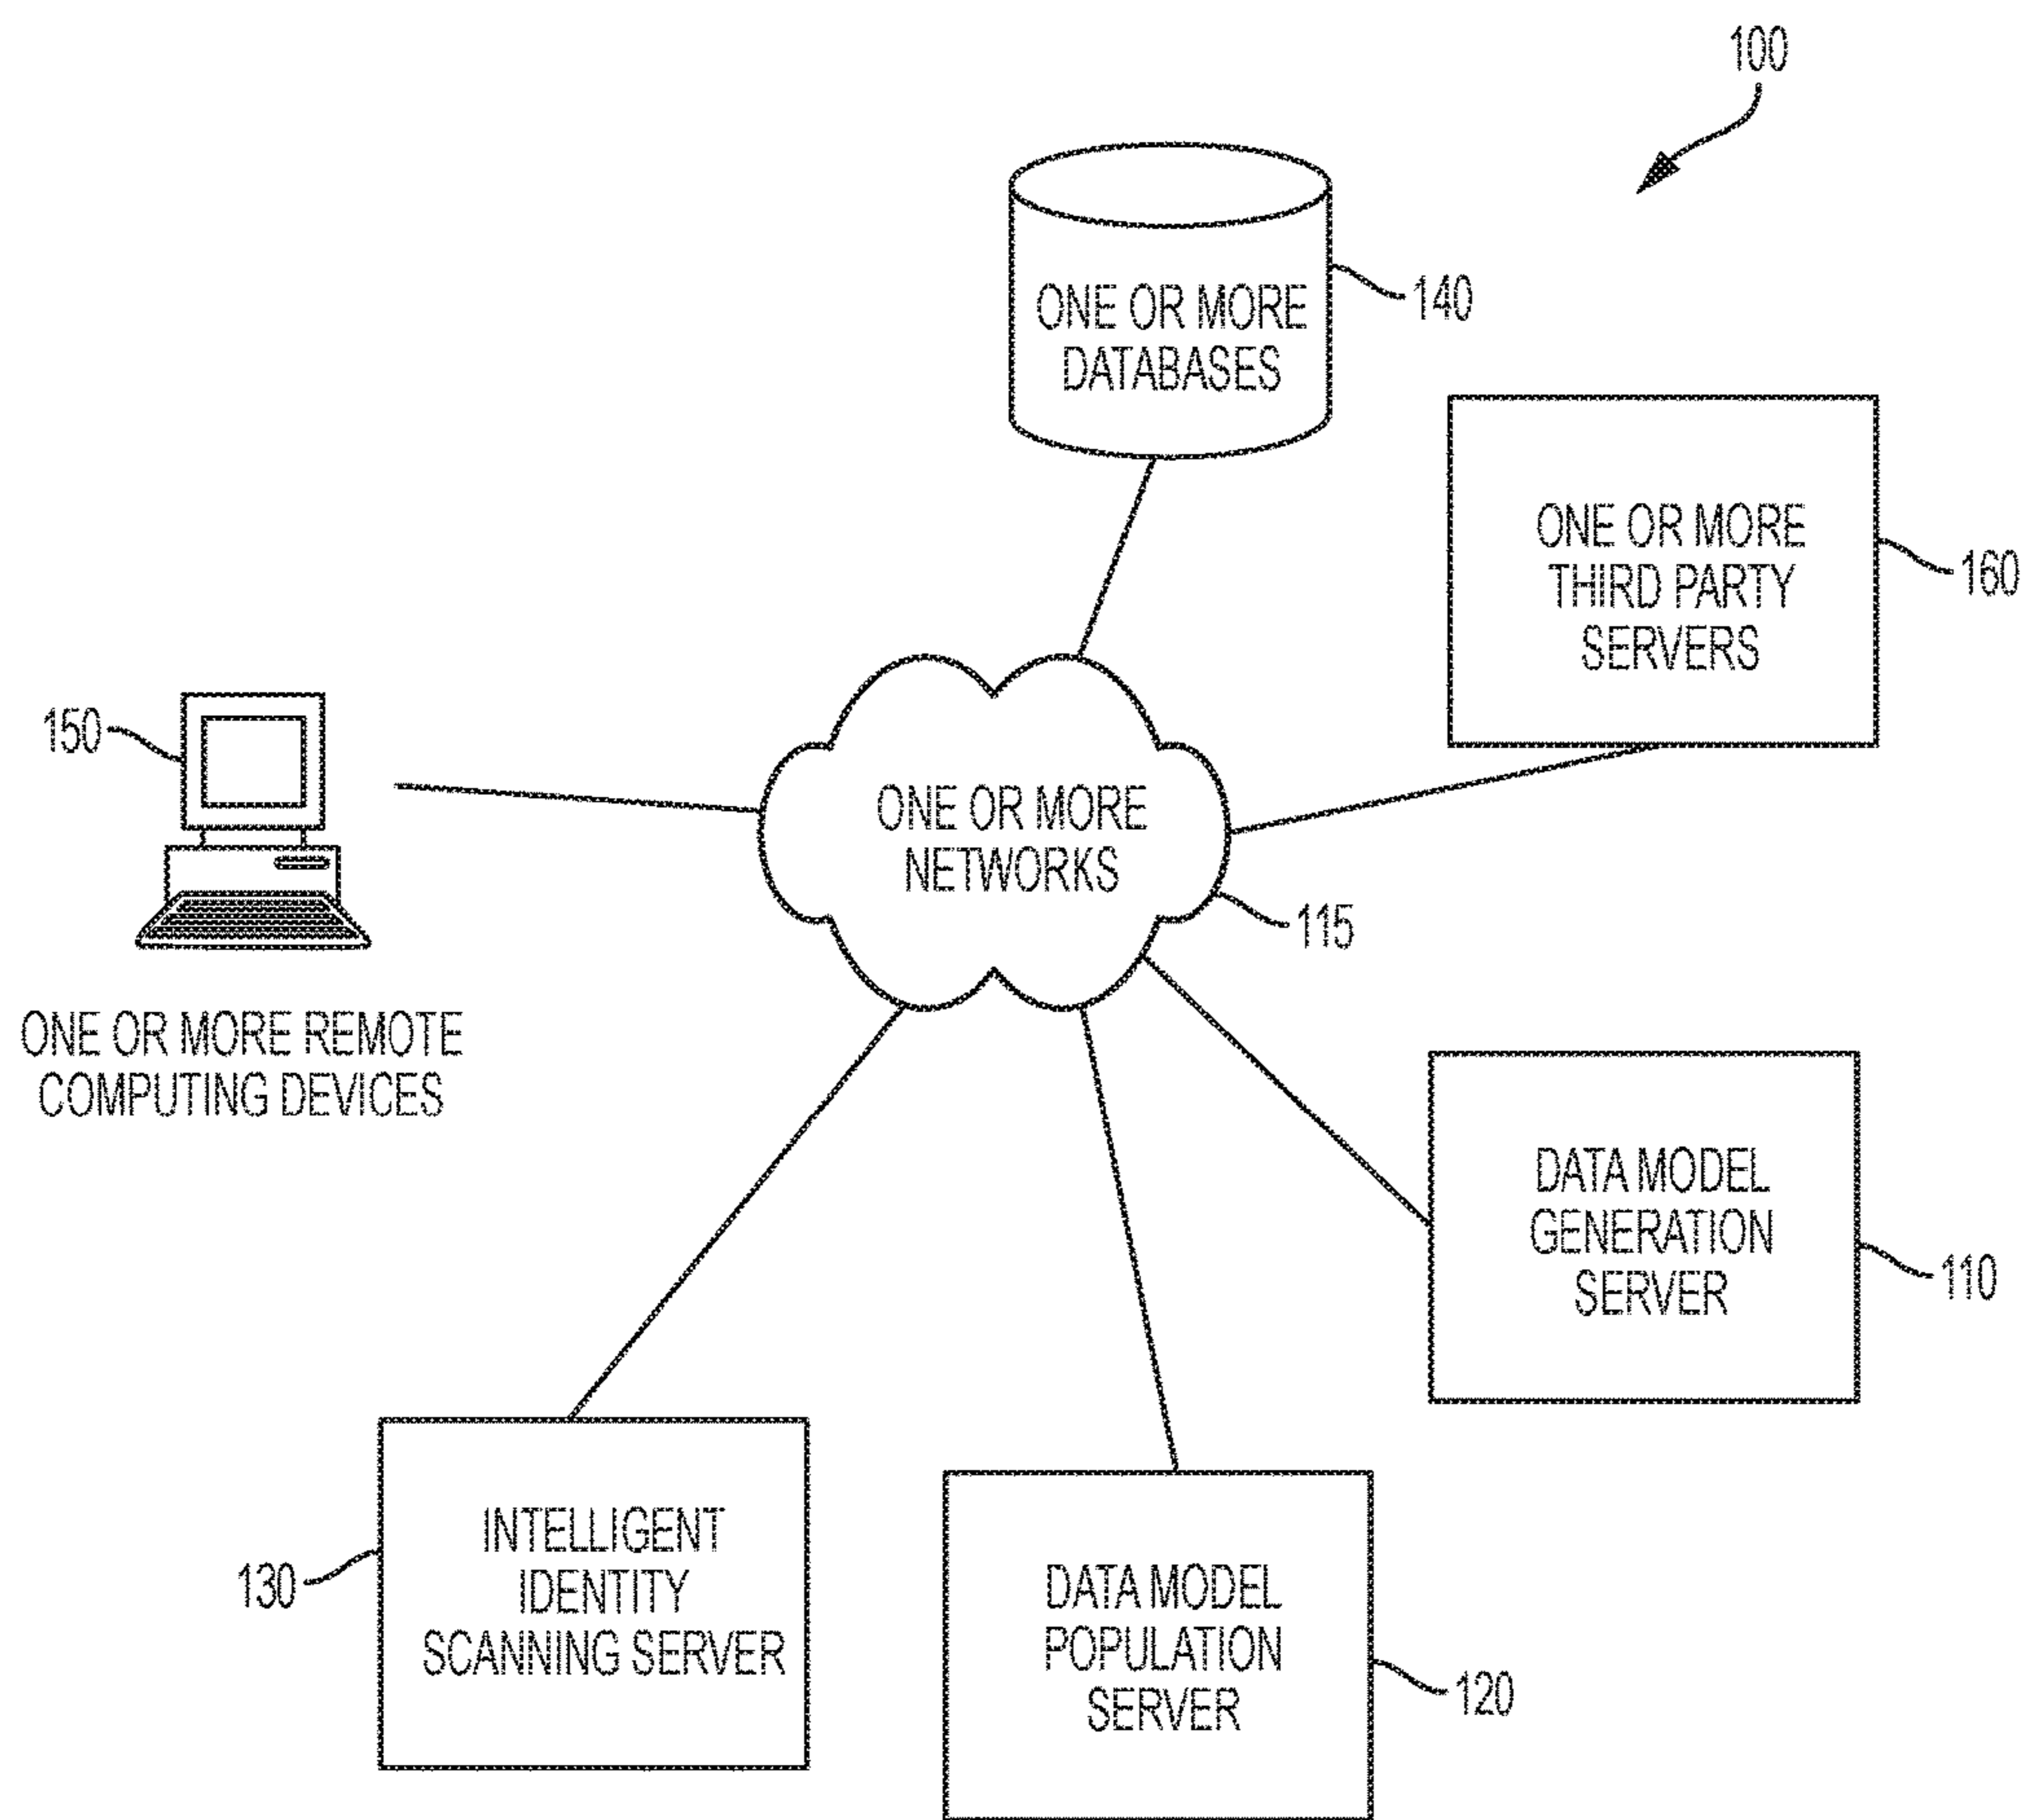 100
ONE OR MORE
DATABASES
140
ONE OR MORE
THIRD PARTY
SERVERS
160
150
ONE OR MORE
NETWORKS
115
ONE OR MORE REMOTE
COMPUTING DEVICES
DATA MODEL
GENERATION
SERVER
110
INTELLIGENT
IDENTITY
SCANNING SERVER
130
DATA MODEL
POPULATION
SERVER
120